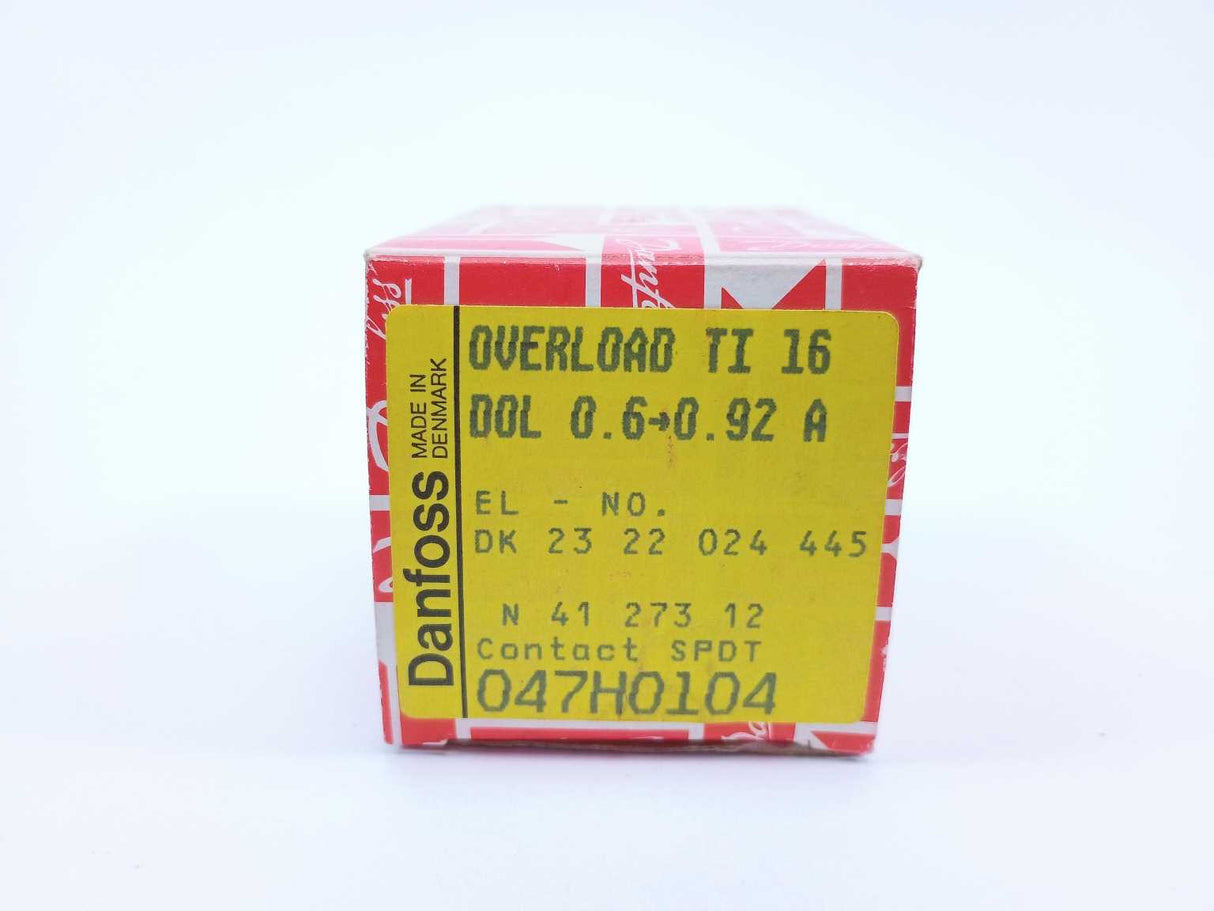 OVERLOAD TI 16
DOL 0.6→0.92 A
EL - NO.
DK 23 22 024 445
N 41 273 12
Contact SPDT
047H0104
Danfoss
MADE IN
DENMARK
Danfoss